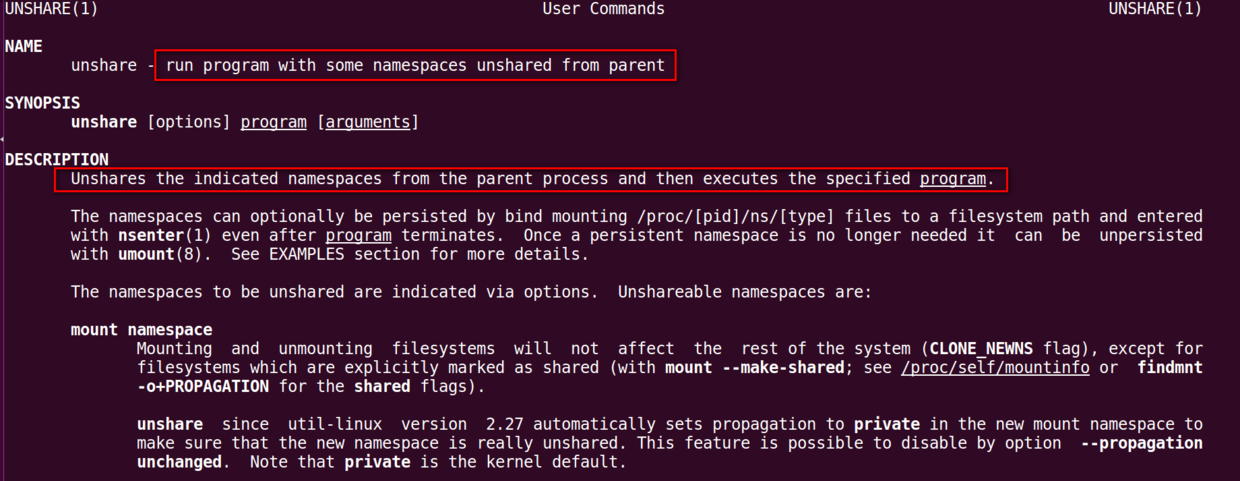 UNSHARE(1) User Commands UNSHARE(1)
NAME
unshare - run program with some namespaces unshared from parent
SYNOPSIS
unshare [options] program [arguments]
DESCRIPTION
Unshares the indicated namespaces from the parent process and then executes the specified program.
The namespaces can optionally be persisted by bind mounting /proc/[pid]/ns/[type] files to a filesystem path and entered
with nsenter(1) even after program terminates. Once a persistent namespace is no longer needed it can be unpersisted
with umount(8). See EXAMPLES section for more details.
The namespaces to be unshared are indicated via options. Unshareable namespaces are:
mount namespace
Mounting and unmounting filesystems will not affect the rest of the system (CLONE_NEWNS flag), except for
filesystems which are explicitly marked as shared (with mount --make-shared; see /proc/self/mountinfo or findmnt
-o+PROPAGATION for the shared flags).
unshare since util-linux version 2.27 automatically sets propagation to private in the new mount namespace to
make sure that the new namespace is really unshared. This feature is possible to disable by option --propagation
unchanged. Note that private is the kernel default.